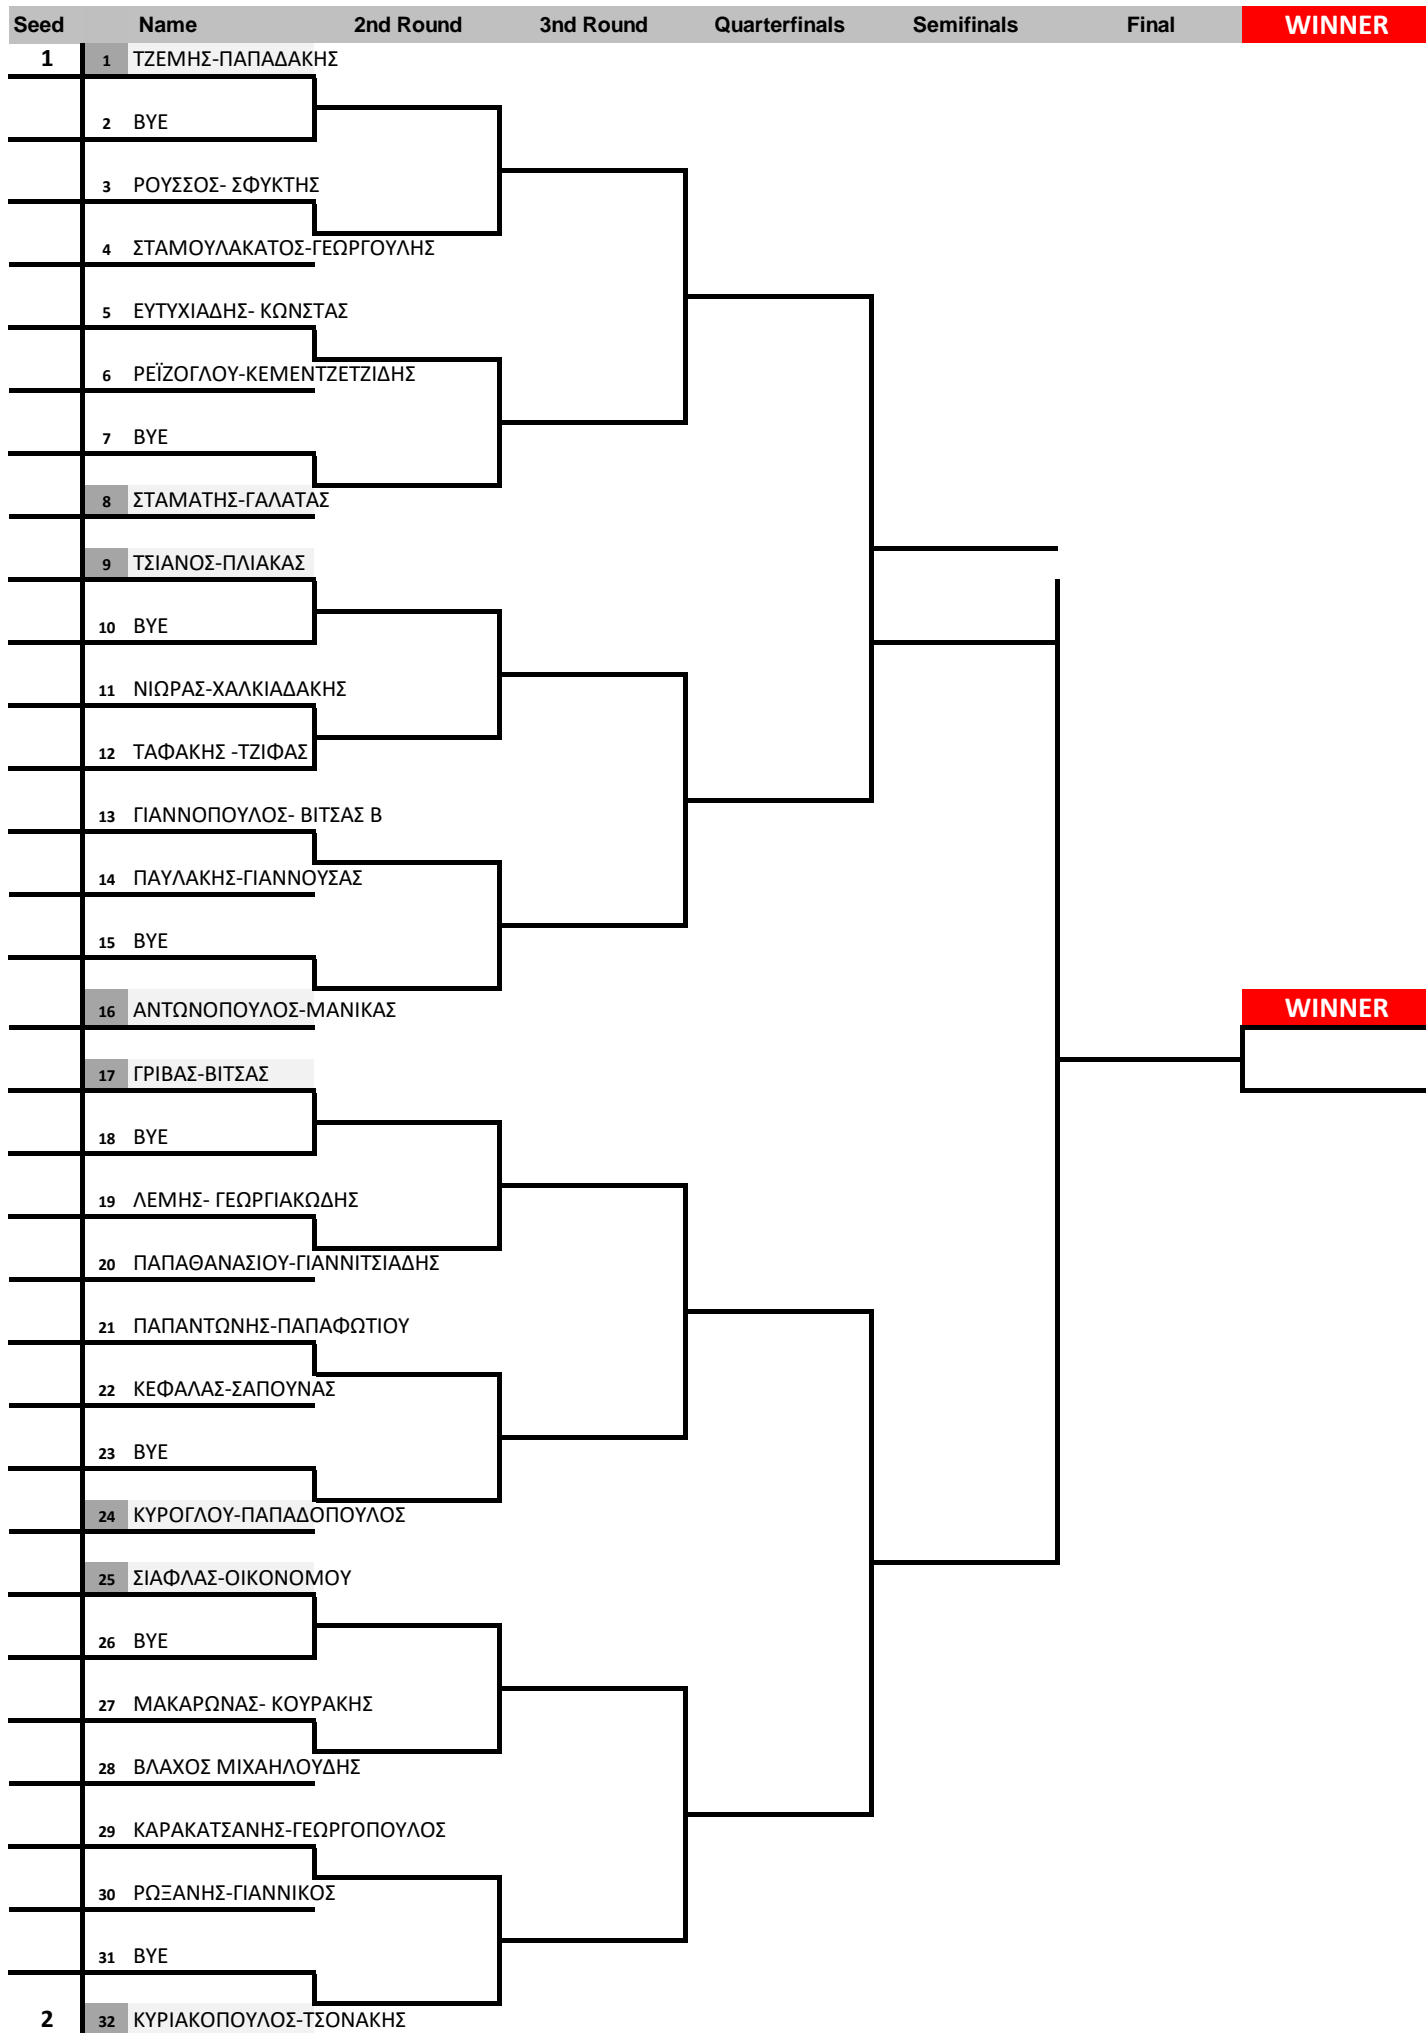 Seed Name 2nd Round 3nd Round Quarterfinals Semifinals Final WINNER
1 1 ΤΖΕΜΗΣ-ΠΑΠΑΔΑΚΗΣ
2 BYE
3 ΡΟΥΣΣΟΣ- ΣΦΥΚΤΗΣ
4 ΣΤΑΜΟΥΛΑΚΑΤΟΣ-ΓΕΩΡΓΟΥΛΗΣ
5 ΕΥΤΥΧΙΑΔΗΣ- ΚΩΝΣΤΑΣ
6 ΡΕΪΖΟΓΛΟΥ-ΚΕΜΕΝΤΖΕΤΖΙΔΗΣ
7 BYE
8 ΣΤΑΜΑΤΗΣ-ΓΑΛΑΤΑΣ
9 ΤΣΙΑΝΟΣ-ΠΛΙΑΚΑΣ
10 BYE
11 ΝΙΩΡΑΣ-ΧΑΛΚΙΑΔΑΚΗΣ
12 ΤΑΦΑΚΗΣ -ΤΖΙΦΑΣ
13 ΓΙΑΝΝΟΠΟΥΛΟΣ- ΒΙΤΣΑΣ Β
14 ΠΑΥΛΑΚΗΣ-ΓΙΑΝΝΟΥΣΑΣ
15 BYE
16 ΑΝΤΩΝΟΠΟΥΛΟΣ-ΜΑΝΙΚΑΣ
WINNER
17 ΓΡΙΒΑΣ-ΒΙΤΣΑΣ
18 BYE
19 ΛΕΜΗΣ- ΓΕΩΡΓΙΑΚΩΔΗΣ
20 ΠΑΠΑΘΑΝΑΣΙΟΥ-ΓΙΑΝΝΙΤΣΙΑΔΗΣ
21 ΠΑΠΑΝΤΩΝΗΣ-ΠΑΠΑΦΩΤΙΟΥ
22 ΚΕΦΑΛΑΣ-ΣΑΠΟΥΝΑΣ
23 BYE
24 ΚΥΡΟΓΛΟΥ-ΠΑΠΑΔΟΠΟΥΛΟΣ
25 ΣΙΑΦΛΑΣ-ΟΙΚΟΝΟΜΟΥ
26 BYE
27 ΜΑΚΑΡΩΝΑΣ- ΚΟΥΡΑΚΗΣ
28 ΒΛΑΧΟΣ ΜΙΧΑΗΛΟΥΔΗΣ
29 ΚΑΡΑΚΑΤΣΑΝΗΣ-ΓΕΩΡΓΟΠΟΥΛΟΣ
30 ΡΩΞΑΝΗΣ-ΓΙΑΝΝΙΚΟΣ
31 BYE
2 32 ΚΥΡΙΑΚΟΠΟΥΛΟΣ-ΤΣΟΝΑΚΗΣ